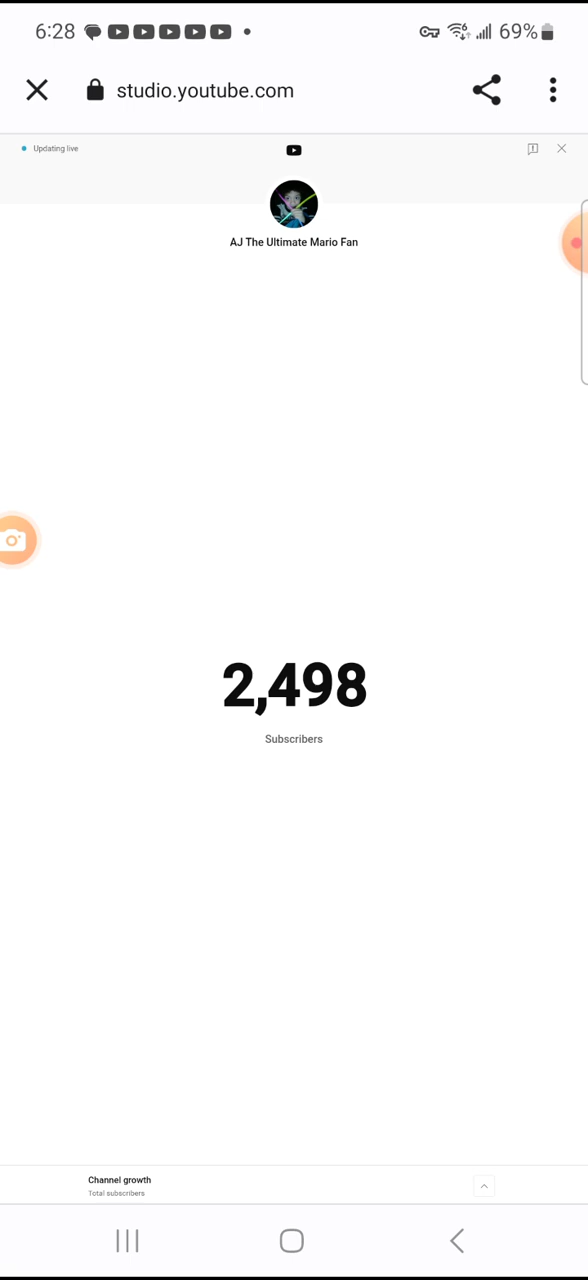 6:28
69%
studio.youtube.com
Updating live
AJ The Ultimate Mario Fan
2,498
Subscribers
Channel growth
Total subscribers